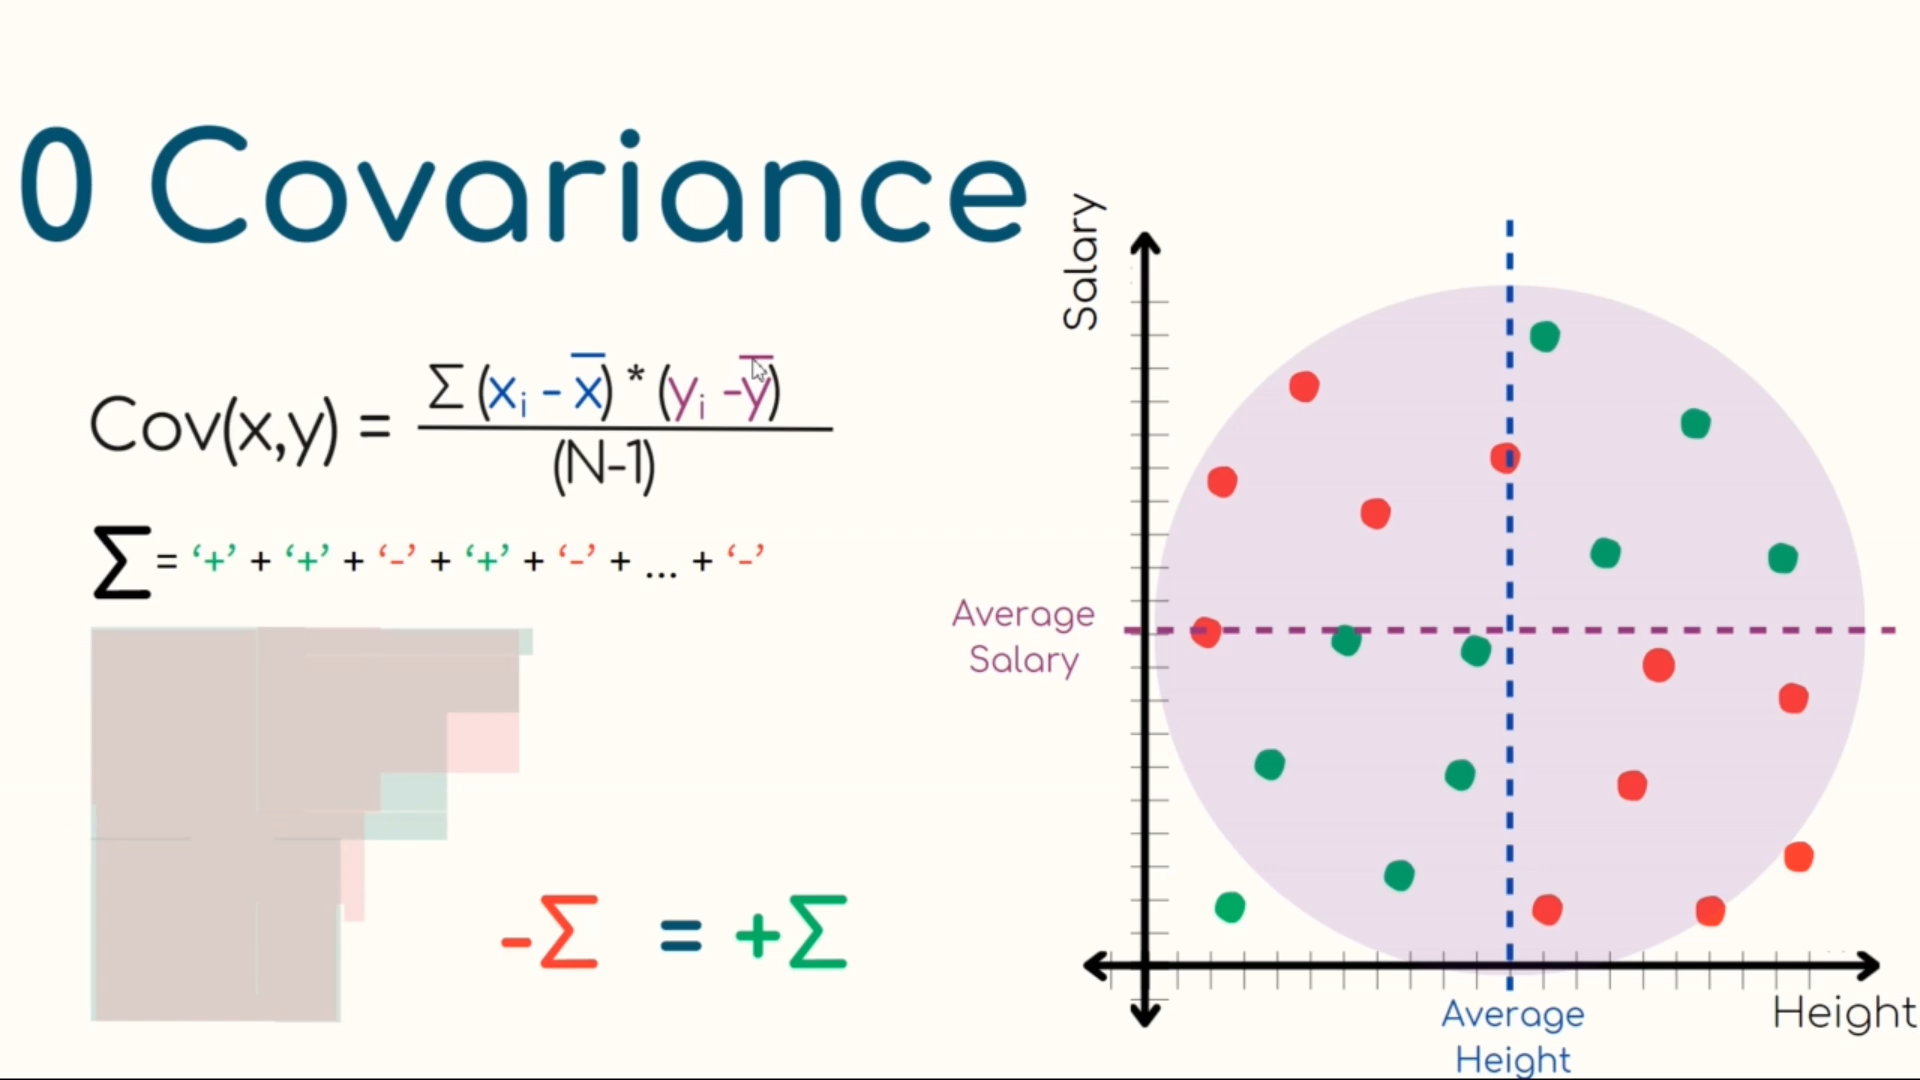 0 Covariance
Salary
Cov(x,y) = Σ (xᵢ - x̅) * (yᵢ - y̅)
(N-1)
Σ = ‘+’ + ‘+’ + ‘-’ + ‘+’ + ‘-’ + ... + ‘-’
Average
Salary
-Σ = +Σ
Average
Height
Height